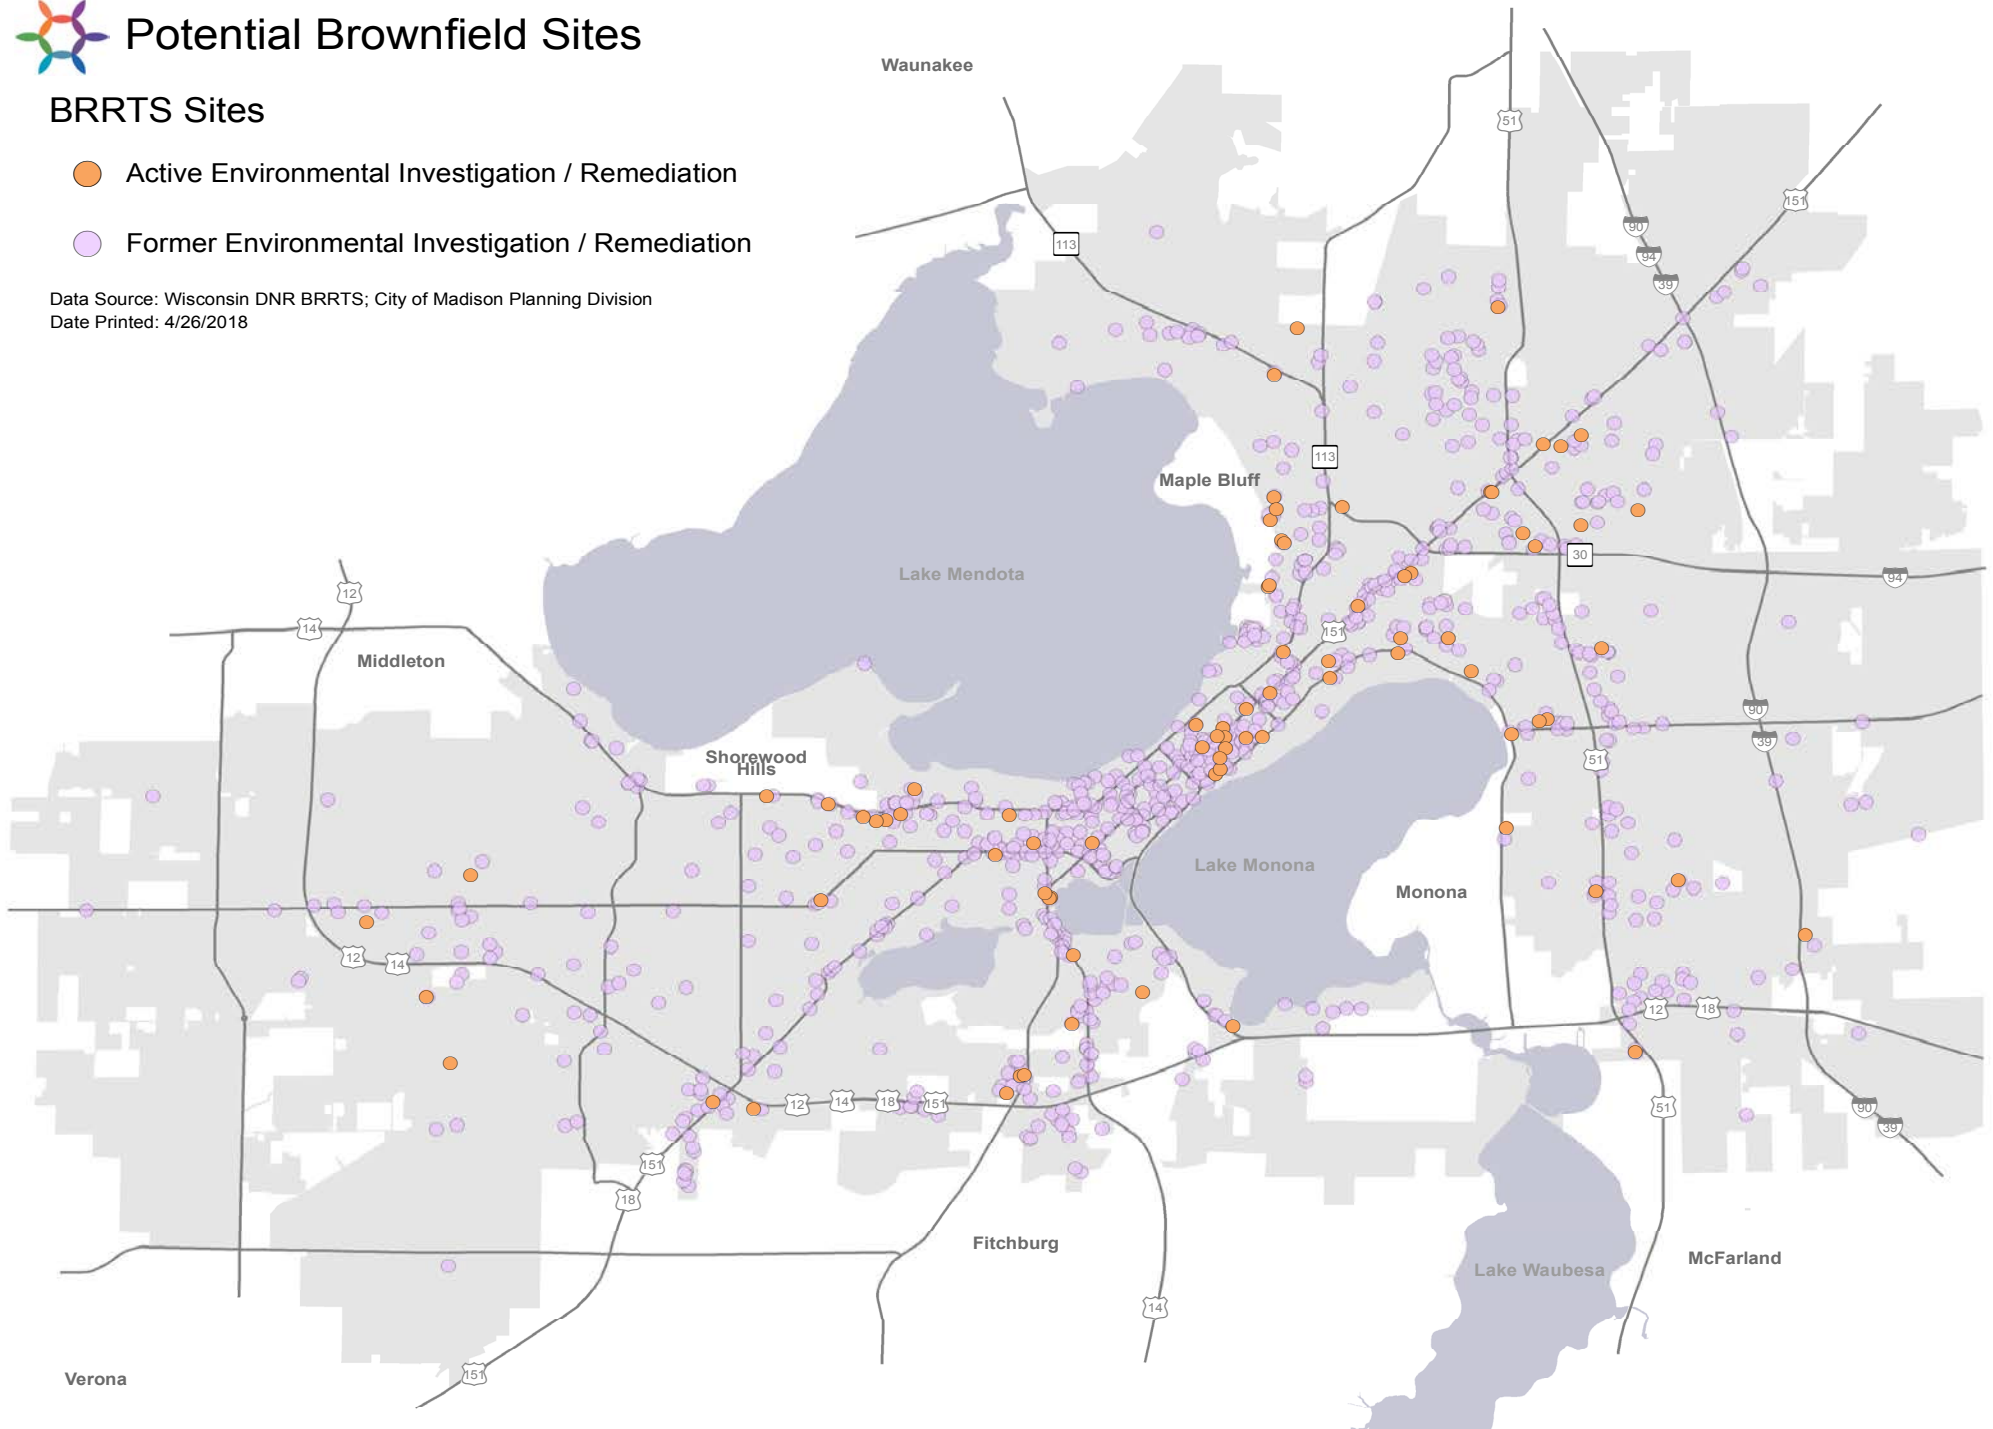 Potential Brownfield Sites
BRRTS Sites
Active Environmental Investigation / Remediation
Former Environmental Investigation / Remediation
Data Source: Wisconsin DNR BRRTS; City of Madison Planning Division
Date Printed: 4/26/2018
Waunakee
51
151
90
94
39
113
113
Maple Bluff
30
94
Lake Mendota
12
14
151
Middleton
90
39
51
Shorewood
Hills
Lake Monona
Monona
12
14
12
18
12
14
18
151
51
90
39
151
18
Fitchburg
McFarland
Lake Waubesa
14
151
Verona